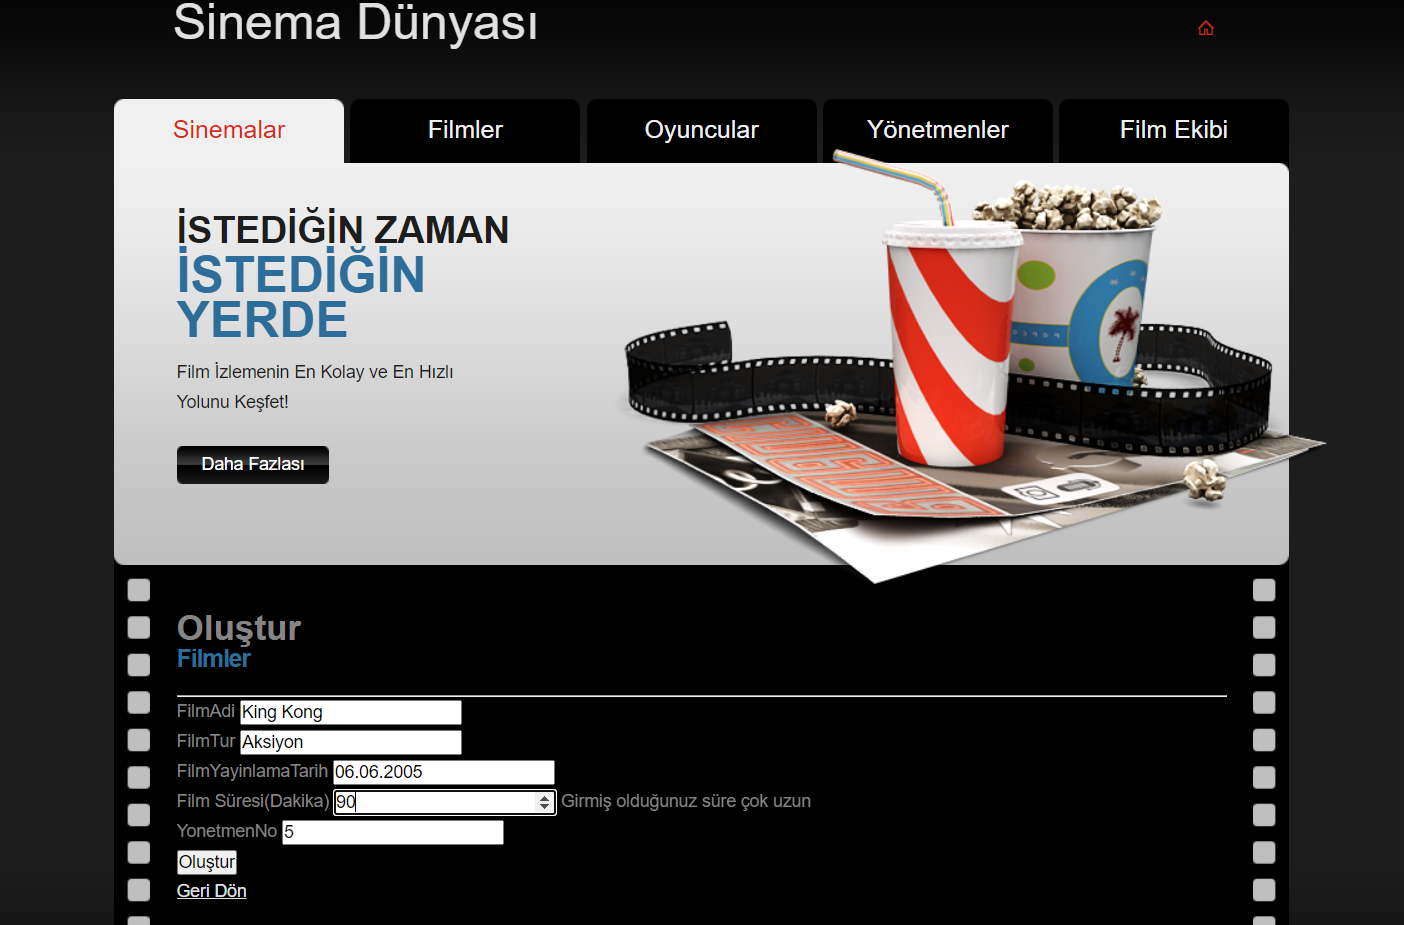 Sinema Dünyası
Sinemalar
Filmler
Oyuncular
Yönetmenler
Film Ekibi
İSTEDİĞİN ZAMAN
İSTEDİĞİN
YERDE
Film İzlemenin En Kolay ve En Hızlı
Yolunu Keşfet!
Daha Fazlası
Oluştur
Filmler
FilmAdi King Kong
FilmTur Aksiyon
FilmYayinlamaTarih 06.06.2005
Film Süresi(Dakika) 90 Girmiş olduğunuz süre çok uzun
YonetmenNo 5
Oluştur
Geri Dön